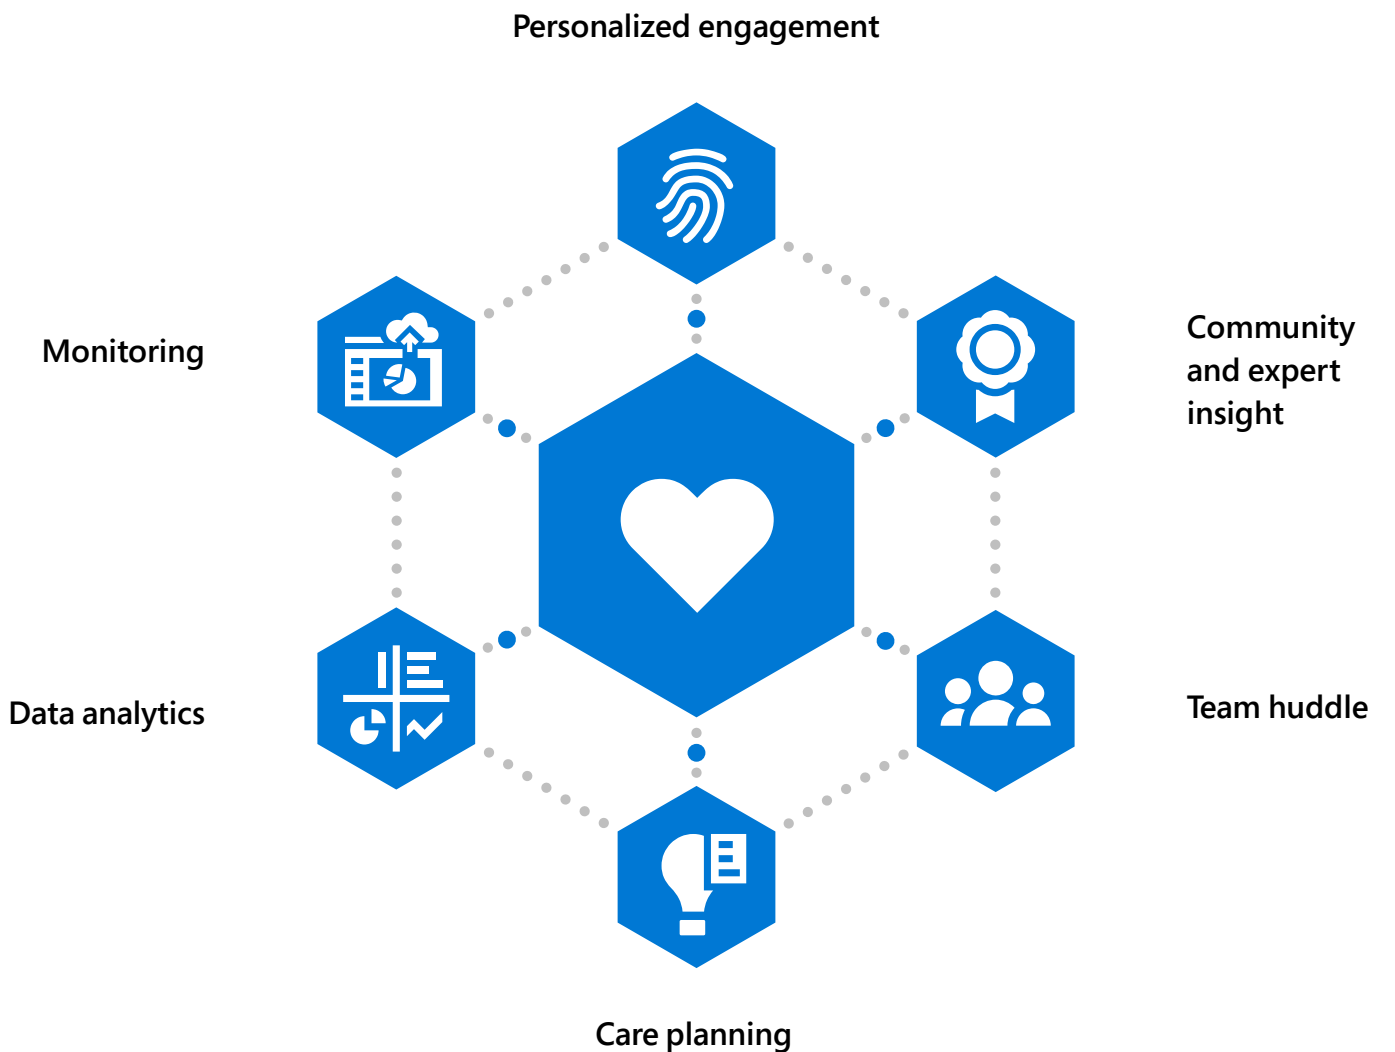 Personalized engagement
Monitoring
Community
and expert
insight
Data analytics
Team huddle
Care planning